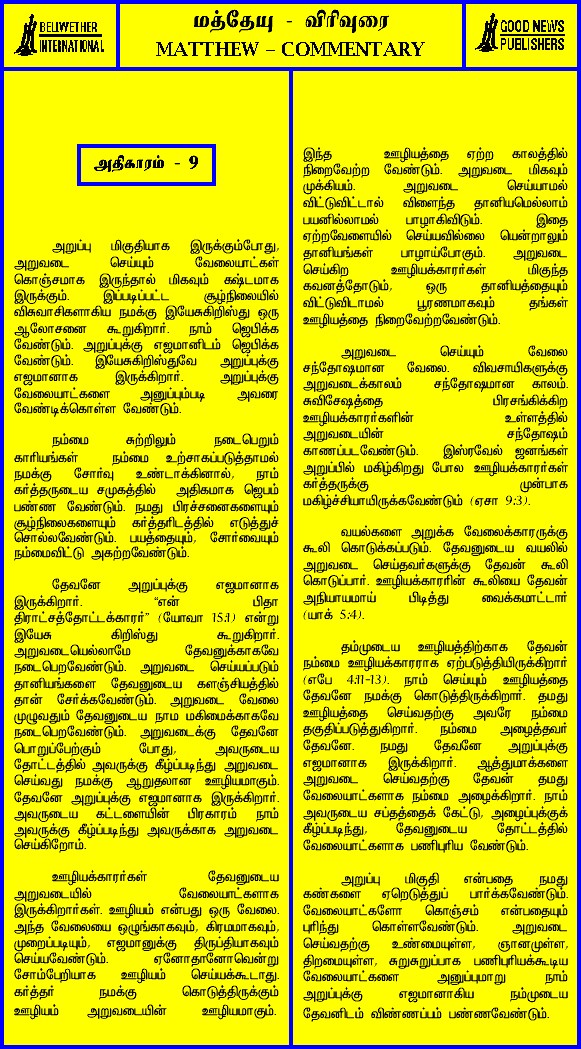 BELIWETHER
INTERNATIONAL
மத்தேயு - விரிவுரை
MATTHEW – COMMENTARY
GOOD NEWS
PUBLISHERS
அதிகாரம் - 9
அறுப்பு மிகுதியாக இருக்கும்போது,
அறுவடை செய்யும் வேலையாட்கள்
கொஞ்சமாக இருந்தால் மிகவும் கஷ்டமாக
இருக்கும். இப்படிப்பட்ட சூழ்நிலையில்
விசுவாசிகளாகிய நமக்கு இயேசுகிறிஸ்து ஒரு
ஆலோசனை கூறுகிறார். நாம் ஜெபிக்க
வேண்டும். அறுப்புக்கு எஜமானிடம் ஜெபிக்க
வேண்டும். இயேசுகிறிஸ்துவே அறுப்புக்கு
எஜமானாக இருக்கிறார். அறுப்புக்கு
வேலையாட்களை அனுப்பும்படி அவரை
வேண்டிக்கொள்ள வேண்டும்.
நம்மை சுற்றிலும் நடைபெறும்
காரியங்கள் நம்மை உற்சாகப்படுத்தாமல்
நமக்கு சோர்வு உண்டாக்கினால், நாம்
கர்த்தருடைய சமுகத்தில் அதிகமாக ஜெபம்
பண்ண வேண்டும். நமது பிரச்சனைகளையும்
சூழ்நிலைகளையும் கர்த்தரிடத்தில் எடுத்துச்
சொல்லவேண்டும். பயத்தையும், சோர்வையும்
நம்மைவிட்டு அகற்றவேண்டும்.
தேவனே அறுப்புக்கு எஜமானாக
இருக்கிறார். "என் பிதா
திராட்சத்தோட்டக்காரர்" (யோவா 15:1) என்று
இயேசு கிறிஸ்து கூறுகிறார்.
அறுவடையெல்லாமே தேவனுக்காகவே
நடைபெறவேண்டும். அறுவடை செய்யப்படும்
தானியங்களை தேவனுடைய களஞ்சியத்தில்
தான் சேர்க்கவேண்டும். அறுவடை வேலை
முழுவதும் தேவனுடைய நாம மகிமைக்காகவே
நடைபெறவேண்டும். அறுவடைக்கு தேவனே
பொறுப்பேற்கும் போது, அவருடைய
தோட்டத்தில் அவருக்கு கீழ்ப்படிந்து அறுவடை
செய்வது நமக்கு ஆறுதலான ஊழியமாகும்.
தேவனே அறுப்புக்கு எஜமானாக இருக்கிறார்.
அவருடைய கட்டளையின் பிரகாரம் நாம்
அவருக்கு கீழ்ப்படிந்து அவருக்காக அறுவடை
செய்கிறோம்.
ஊழியக்காரர்கள் தேவனுடைய
அறுவடையில் வேலையாட்களாக
இருக்கிறார்கள். ஊழியம் என்பது ஒரு வேலை.
அந்த வேலையை ஒழுங்காகவும், கிரமமாகவும்,
முறைப்படியும், எஜமானுக்கு திருப்தியாகவும்
செய்யவேண்டும். ஏனோதானோவென்று
சோம்பேறியாக ஊழியம் செய்யக்கூடாது.
கர்த்தர் நமக்கு கொடுத்திருக்கும்
ஊழியம் அறுவடையின் ஊழியமாகும்.
இந்த ஊழியத்தை ஏற்ற காலத்தில்
நிறைவேற்ற வேண்டும். அறுவடை மிகவும்
முக்கியம். அறுவடை செய்யாமல்
விட்டுவிட்டால் விளைந்த தானியமெல்லாம்
பயனில்லாமல் பாழாகிவிடும். இதை
ஏற்றவேளையில் செய்யவில்லை யென்றாலும்
தானியங்கள் பாழாய்போகும். அறுவடை
செய்கிற ஊழியக்காரர்கள் மிகுந்த
கவனத்தோடும், ஒரு தானியத்தையும்
விட்டுவிடாமல் பூரணமாகவும் தங்கள்
ஊழியத்தை நிறைவேற்றவேண்டும்.
அறுவடை செய்யும் வேலை
சந்தோஷமான வேலை. விவசாயிகளுக்கு
அறுவடைக்காலம் சந்தோஷமான காலம்.
சுவிசேஷத்தை பிரசங்கிக்கிற
ஊழியக்காரர்களின் உள்ளத்தில்
அறுவடையின் சந்தோஷம்
காணப்படவேண்டும். இஸ்ரவேல் ஜனங்கள்
அறுப்பில் மகிழ்கிறது போல ஊழியக்காரர்கள்
கர்த்தருக்கு முன்பாக
மகிழ்ச்சியாயிருக்கவேண்டும் (ஏசா 9:3).
வயல்களை அறுக்க வேலைக்காரருக்கு
கூலி கொடுக்கப்படும். தேவனுடைய வயலில்
அறுவடை செய்தவர்களுக்கு தேவன் கூலி
கொடுப்பார். ஊழியக்காரரின் கூலியை தேவன்
அநியாயமாய் பிடித்து வைக்கமாட்டார்
(யாக் 5:4).
தம்முடைய ஊழியத்திற்காக தேவன்
நம்மை ஊழியக்காரராக ஏற்படுத்தியிருக்கிறார்
(எபே 4:11-13). நாம் செய்யும் ஊழியத்தை
தேவனே நமக்கு கொடுத்திருக்கிறார். தமது
ஊழியத்தை செய்வதற்கு அவரே நம்மை
தகுதிப்படுத்துகிறார். நம்மை அழைத்தவர்
தேவனே. நமது தேவனே அறுப்புக்கு
எஜமானாக இருக்கிறார். ஆத்துமாக்களை
அறுவடை செய்வதற்கு தேவன் தமது
வேலையாட்களாக நம்மை அழைக்கிறார். நாம்
அவருடைய சப்தத்தைக் கேட்டு, அழைப்புக்குக்
கீழ்படிந்து, தேவனுடைய தோட்டத்தில்
வேலையாட்களாக பணிபுரிய வேண்டும்.
அறுப்பு மிகுதி என்பதை நமது
கண்களை ஏறெடுத்துப் பார்க்கவேண்டும்.
வேலையாட்களோ கொஞ்சம் என்பதையும்
புரிந்து கொள்ளவேண்டும். அறுவடை
செய்வதற்கு உண்மையுள்ள, ஞானமுள்ள,
திறமையுள்ள, சுறுசுறுப்பாக பணிபுரியக்கூடிய
வேலையாட்களை அனுப்புமாறு நாம்
அறுப்புக்கு எஜமானாகிய நம்முடைய
தேவனிடம் விண்ணப்பம் பண்ணவேண்டும்.